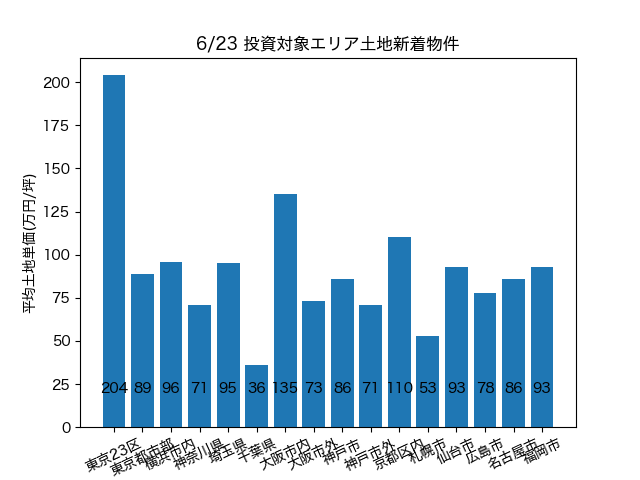 6/23 投資対象エリア土地新着物件
平均土地単価(万円/坪)
200
175
150
125
100
75
50
25
0
204 89 96 71 95 36 135 73 86 71 110 53 93 78 86 93
東京23区
東京都市部
横浜市内
神奈川県
埼玉県
千葉県
大阪市内
大阪市外
神戸市
神戸市外
京都区内
札幌市
仙台市
広島市
名古屋市
福岡市